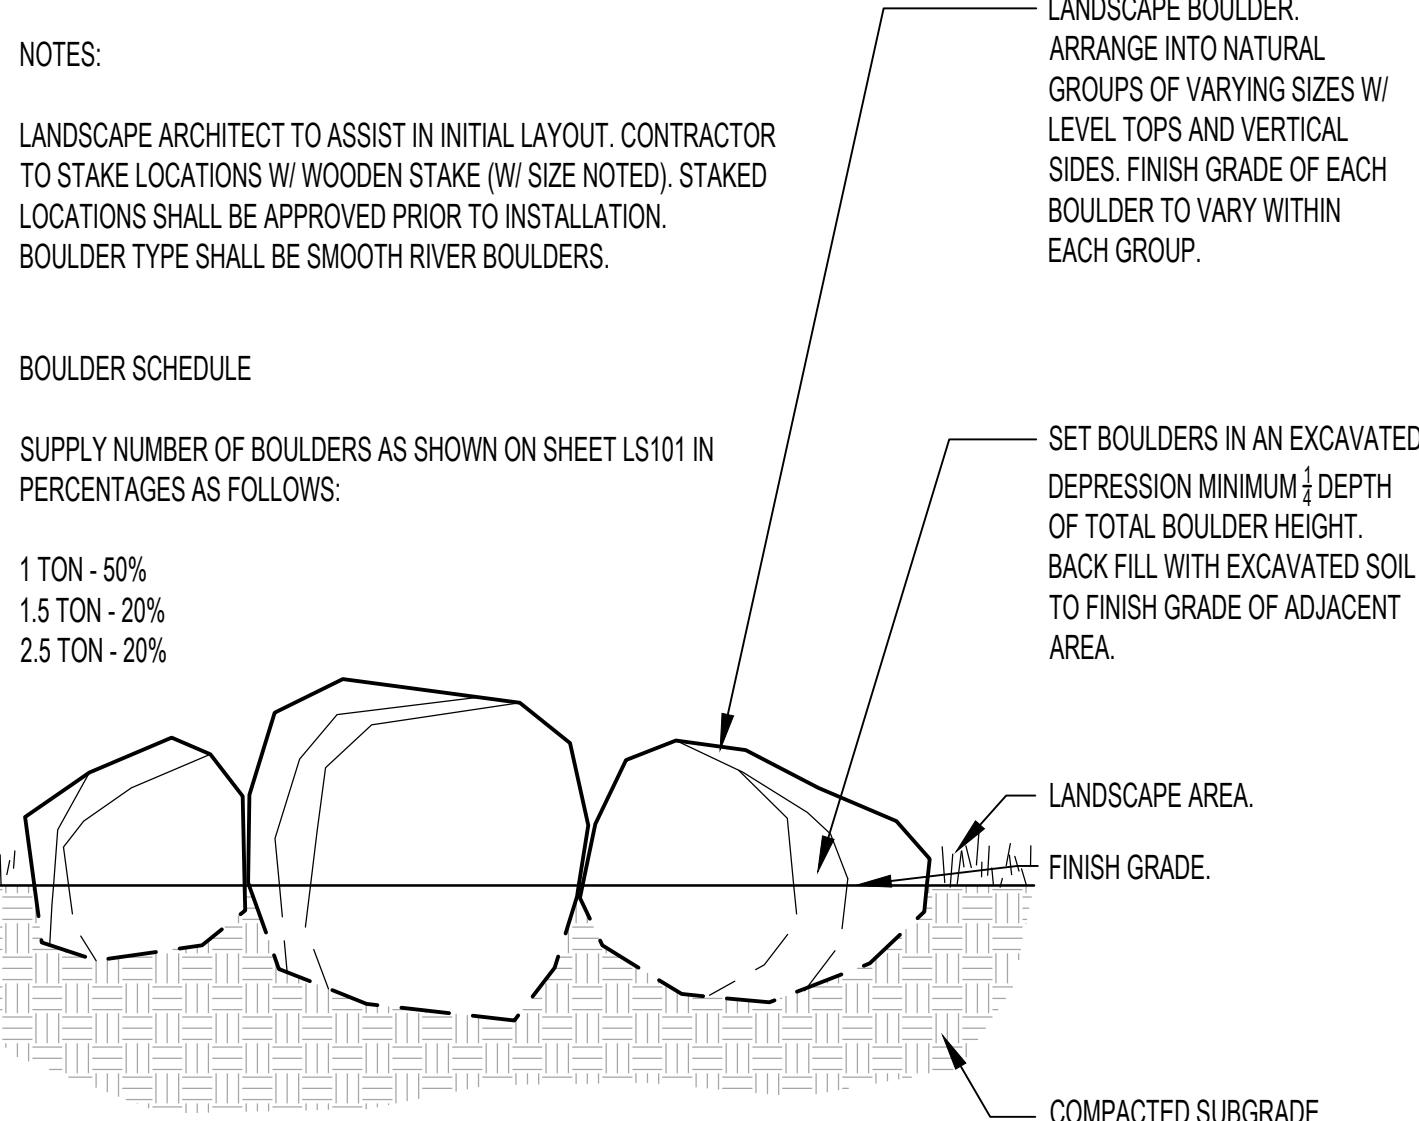 NOTES:
LANDSCAPE ARCHITECT TO ASSIST IN INITIAL LAYOUT. CONTRACTOR
TO STAKE LOCATIONS W/ WOODEN STAKE (W/ SIZE NOTED). STAKED
LOCATIONS SHALL BE APPROVED PRIOR TO INSTALLATION.
BOULDER TYPE SHALL BE SMOOTH RIVER BOULDERS.
BOULDER SCHEDULE
SUPPLY NUMBER OF BOULDERS AS SHOWN ON SHEET LS101 IN
PERCENTAGES AS FOLLOWS:
1 TON - 50%
1.5 TON - 20%
2.5 TON - 20%
LANDSCAPE BOULDER.
ARRANGE INTO NATURAL
GROUPS OF VARYING SIZES W/
LEVEL TOPS AND VERTICAL
SIDES. FINISH GRADE OF EACH
BOULDER TO VARY WITHIN
EACH GROUP.
SET BOULDERS IN AN EXCAVATED
DEPRESSION MINIMUM 1/4 DEPTH
OF TOTAL BOULDER HEIGHT.
BACK FILL WITH EXCAVATED SOIL
TO FINISH GRADE OF ADJACENT
AREA.
LANDSCAPE AREA.
FINISH GRADE.
COMPACTED SUBGRADE